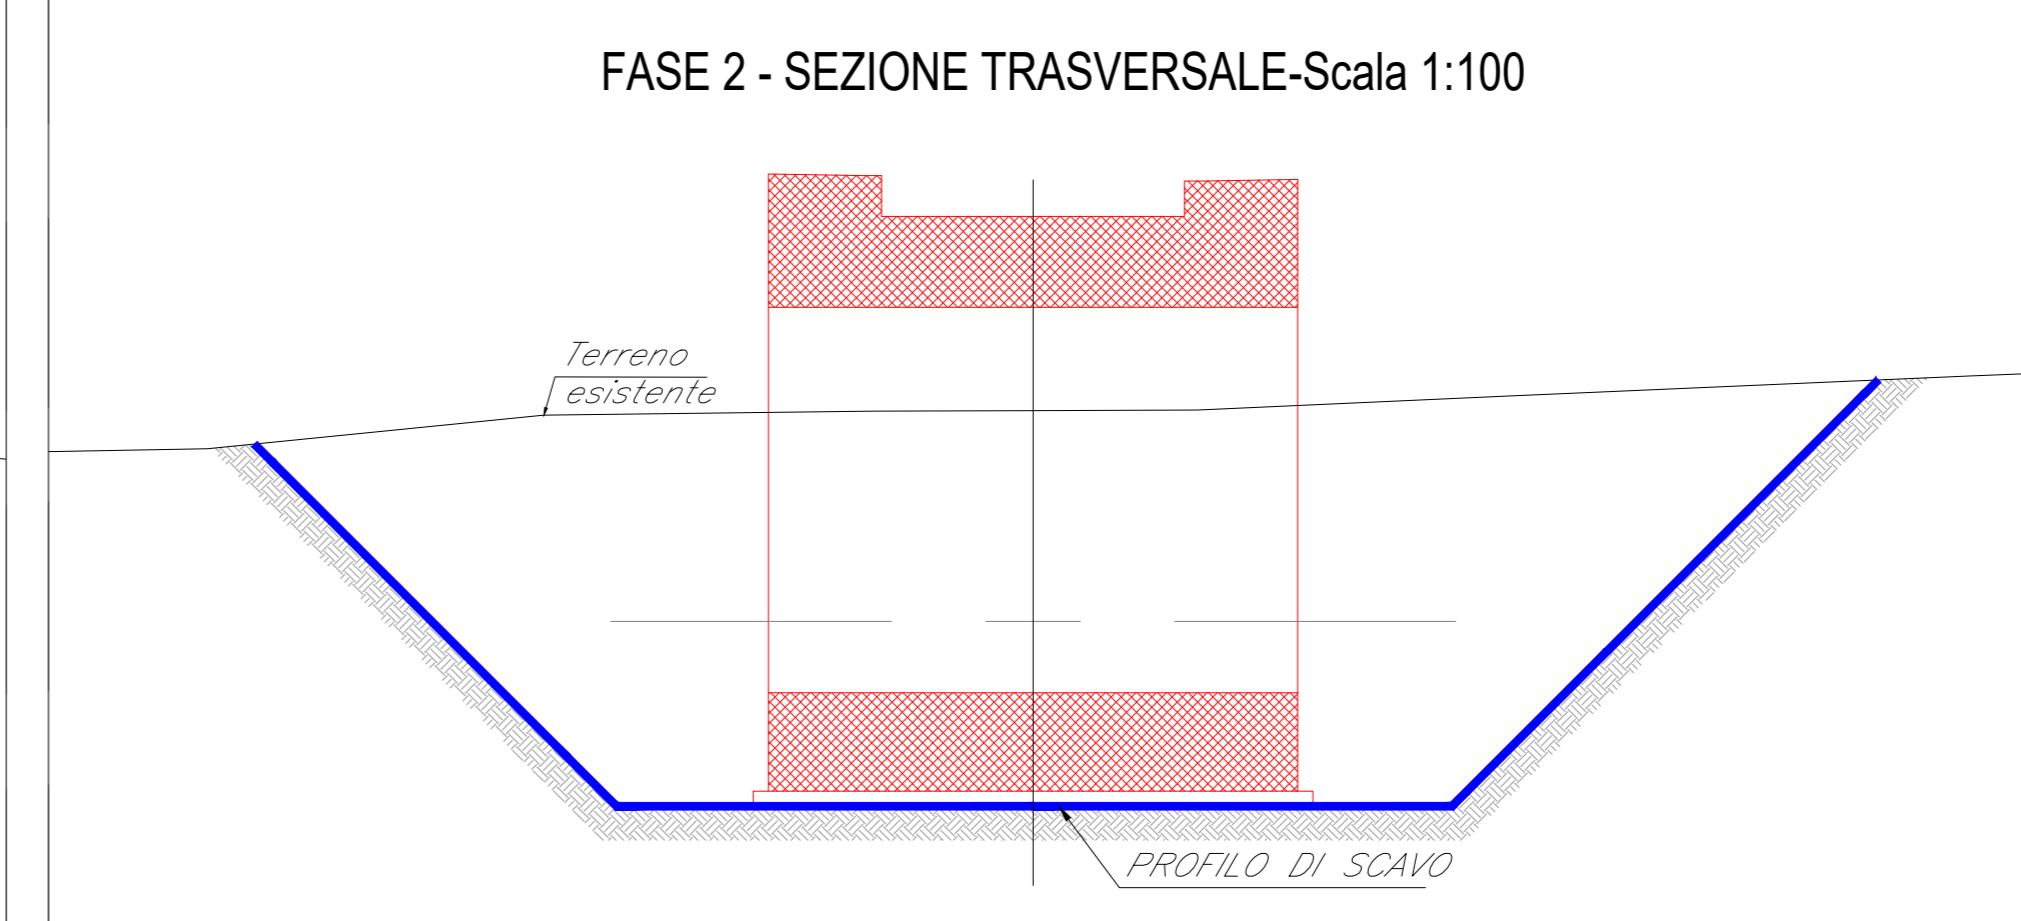 FASE 2 - SEZIONE TRASVERSALE-Scala 1:100
Terreno
esistente
PROFILO DI SCAVO